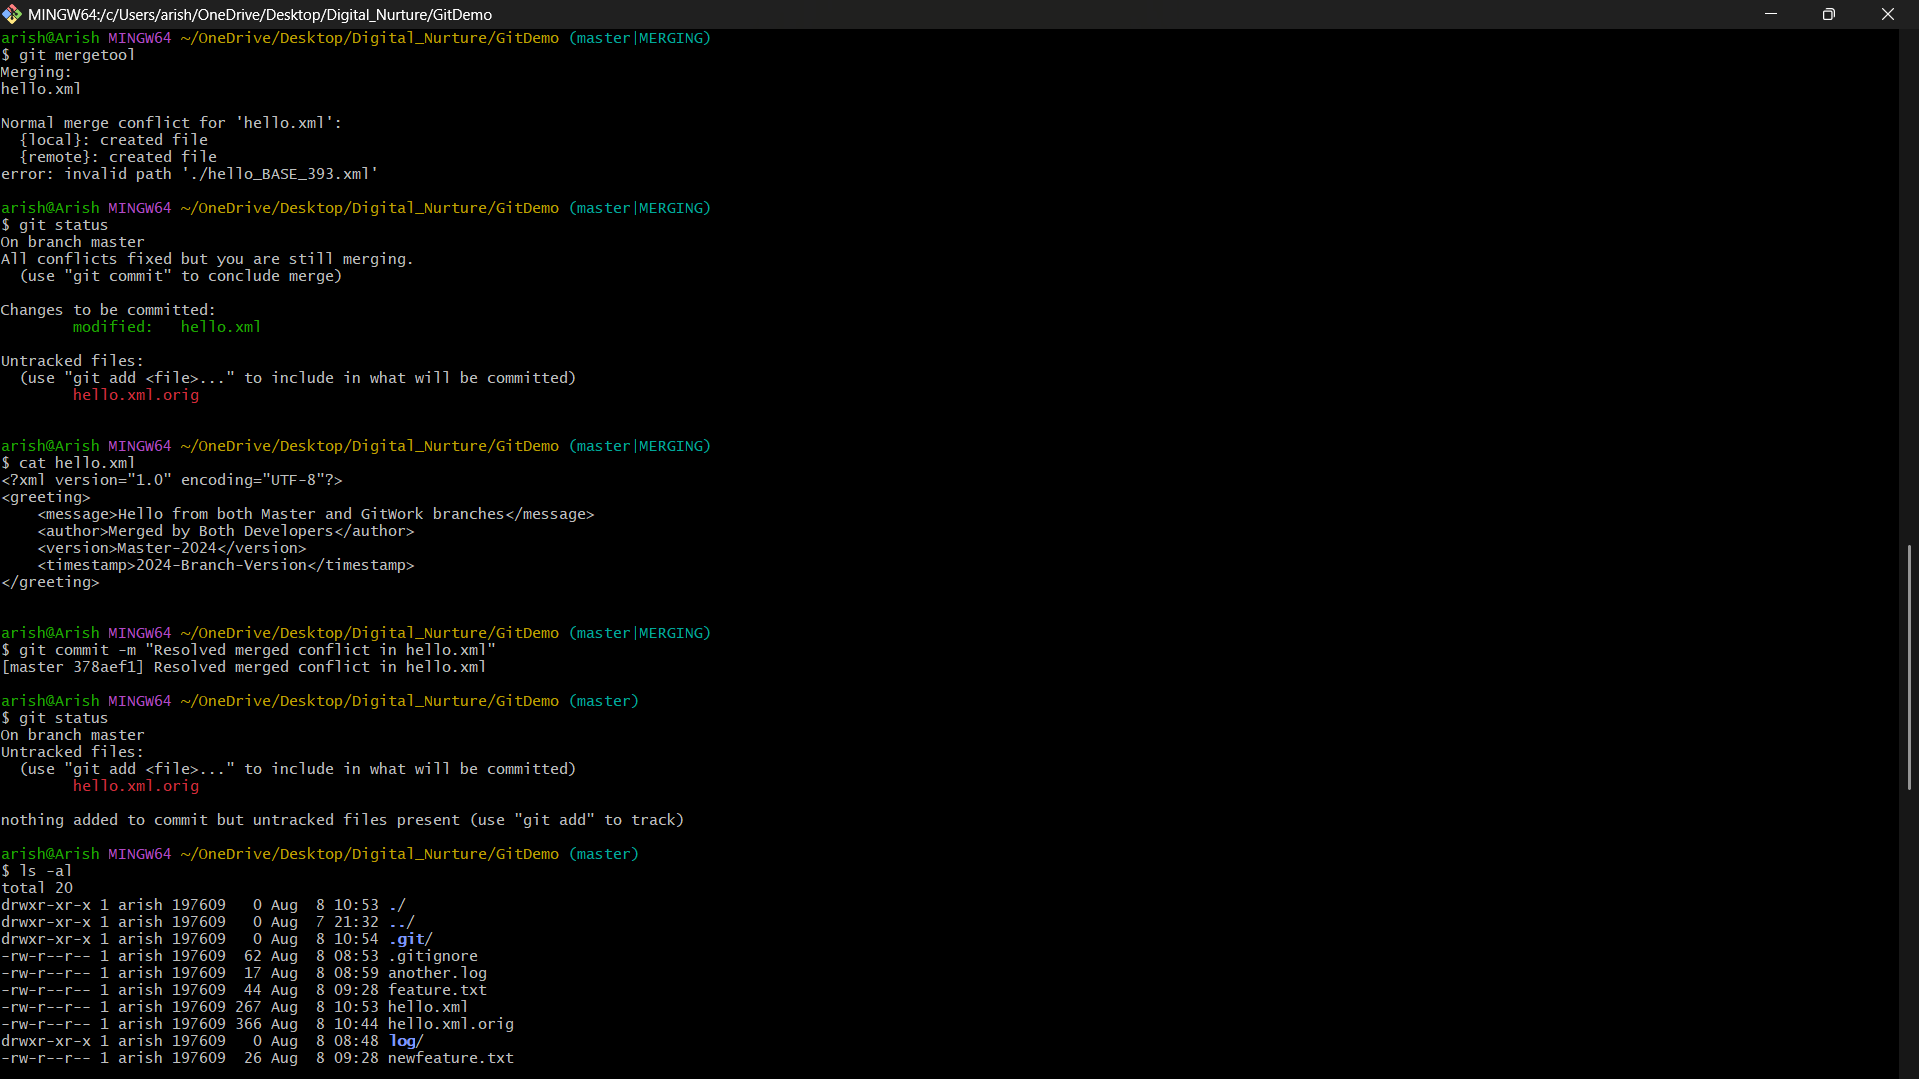 MINGW64:/c/Users/arish/OneDrive/Desktop/Digital_Nurture/GitDemo
arish@Arish MINGW64 ~/OneDrive/Desktop/Digital_Nurture/GitDemo (master|MERGING)
$ git mergetool
Merging:
hello.xml

Normal merge conflict for 'hello.xml':
  {local}: created file
  {remote}: created file
error: invalid path './hello_BASE_393.xml'

arish@Arish MINGW64 ~/OneDrive/Desktop/Digital_Nurture/GitDemo (master|MERGING)
$ git status
On branch master
All conflicts fixed but you are still merging.
  (use "git commit" to conclude merge)

Changes to be committed:
        modified:   hello.xml

Untracked files:
  (use "git add <file>..." to include in what will be committed)
        hello.xml.orig

arish@Arish MINGW64 ~/OneDrive/Desktop/Digital_Nurture/GitDemo (master|MERGING)
$ cat hello.xml
<?xml version="1.0" encoding="UTF-8"?>
<greeting>
    <message>Hello from both Master and GitWork branches</message>
    <author>Merged by Both Developers</author>
    <version>Master-2024</version>
    <timestamp>2024-Branch-Version</timestamp>
</greeting>

arish@Arish MINGW64 ~/OneDrive/Desktop/Digital_Nurture/GitDemo (master|MERGING)
$ git commit -m "Resolved merged conflict in hello.xml"
[master 378aef1] Resolved merged conflict in hello.xml

arish@Arish MINGW64 ~/OneDrive/Desktop/Digital_Nurture/GitDemo (master)
$ git status
On branch master
Untracked files:
  (use "git add <file>..." to include in what will be committed)
        hello.xml.orig

nothing added to commit but untracked files present (use "git add" to track)

arish@Arish MINGW64 ~/OneDrive/Desktop/Digital_Nurture/GitDemo (master)
$ ls -al
total 20
drwxr-xr-x 1 arish 197609   0 Aug  8 10:53 ./
drwxr-xr-x 1 arish 197609   0 Aug  7 21:32 ../
drwxr-xr-x 1 arish 197609   0 Aug  8 10:54 .git/
-rw-r--r-- 1 arish 197609  62 Aug  8 08:53 .gitignore
-rw-r--r-- 1 arish 197609  17 Aug  8 08:59 another.log
-rw-r--r-- 1 arish 197609  44 Aug  8 09:28 feature.txt
-rw-r--r-- 1 arish 197609 267 Aug  8 10:53 hello.xml
-rw-r--r-- 1 arish 197609 366 Aug  8 10:44 hello.xml.orig
drwxr-xr-x 1 arish 197609   0 Aug  8 08:48 log/
-rw-r--r-- 1 arish 197609  26 Aug  8 09:28 newfeature.txt